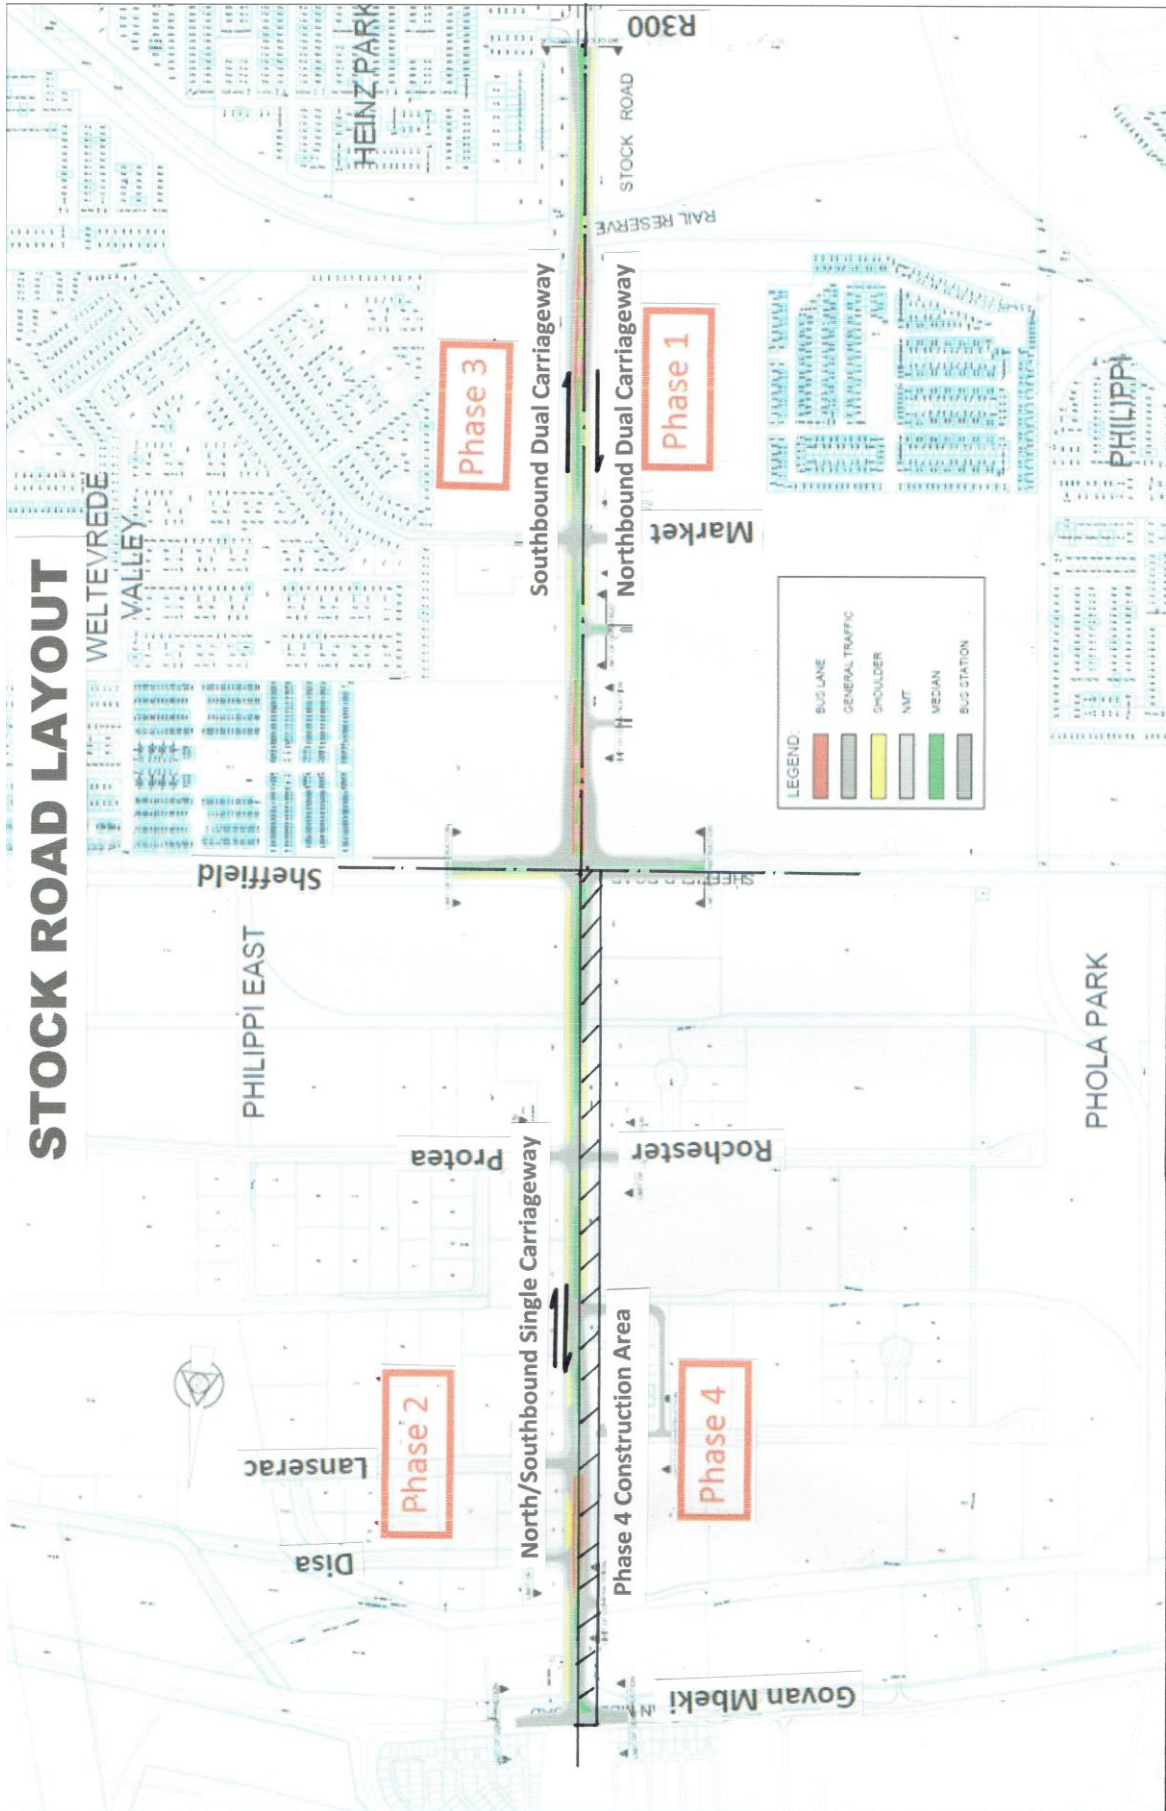 STOCK ROAD LAYOUT
WELTEVREDE
VALLEY
HEINZ PARK
R300
STOCK ROAD
RAIL RESERVE
Southbound Dual Carriageway
Phase 3
Northbound Dual Carriageway
Phase 1
Market
PHILIPPI
Sheffield
PHILIPPI EAST
LEGEND:
BUS LANE
GENERAL TRAFFIC
SHOULDER
NMT
MEDIAN
BUS STATION
Protea
Rochester
PHOLA PARK
North/Southbound Single Carriageway
Phase 2
Lanserac
Disa
Phase 4 Construction Area
Phase 4
Govan Mbeki